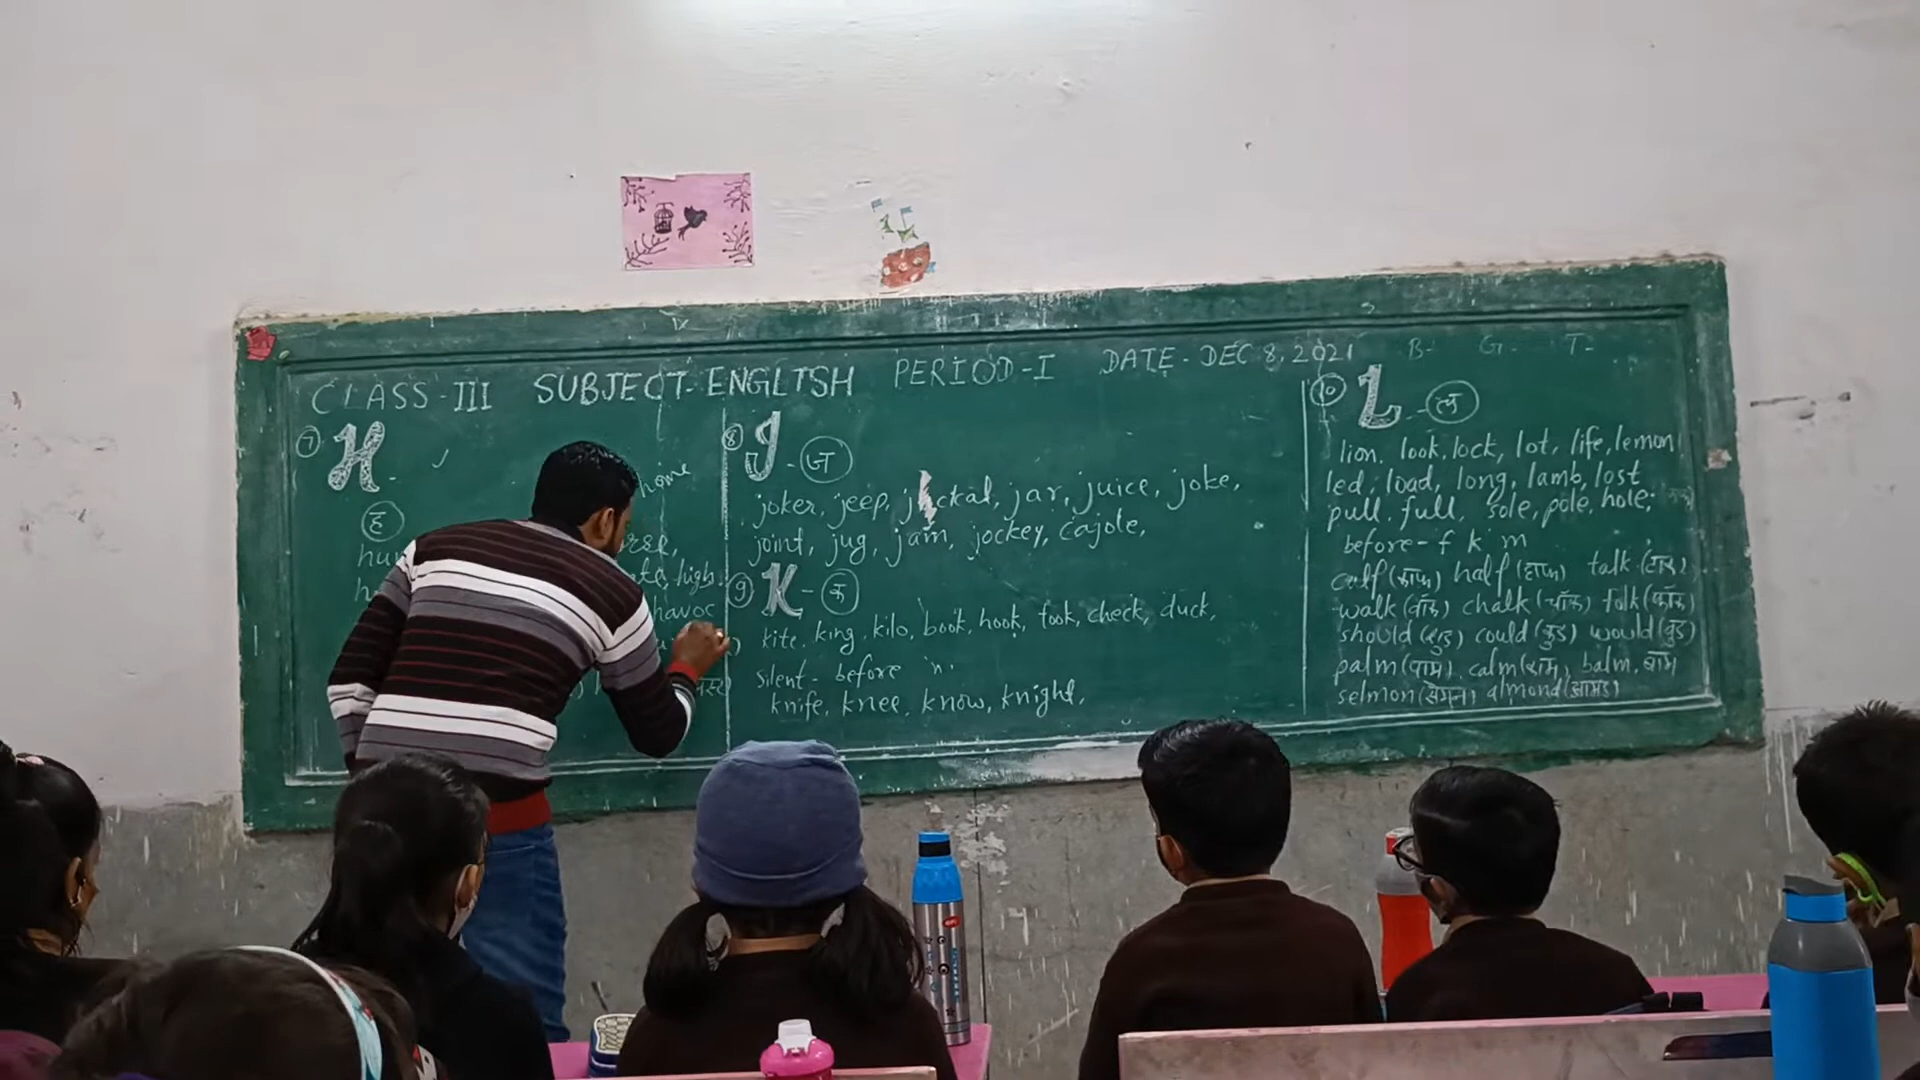 CLASS - III SUBJECT - ENGLISH PERIOD - I DATE - DEC 8, 2021 B- G- T-
7 H -
ह
home
high
havoc
8 J - ज
joker, jeep, jackal, jar, juice, joke,
joint, jug, jam, jockey, cajole,
9 K - क
kite, king, kilo, book, hook, took, check, duck,
silent - before 'n'
knife, knee, know, knight,
10 L - ल
lion, look, lock, lot, life, lemon
led, load, long, lamb, lost
pull, full, sole, pole, hole;
before - f k m
calf (काफ) half (हाफ) talk (टाक)
walk (वॉक) chalk (चॉक) folk (फॉक)
should (शुड) could (कुड) would (वुड)
palm (पाम), calm (काम), balm, बाम
selmon (सेमन) almond (आमंड)